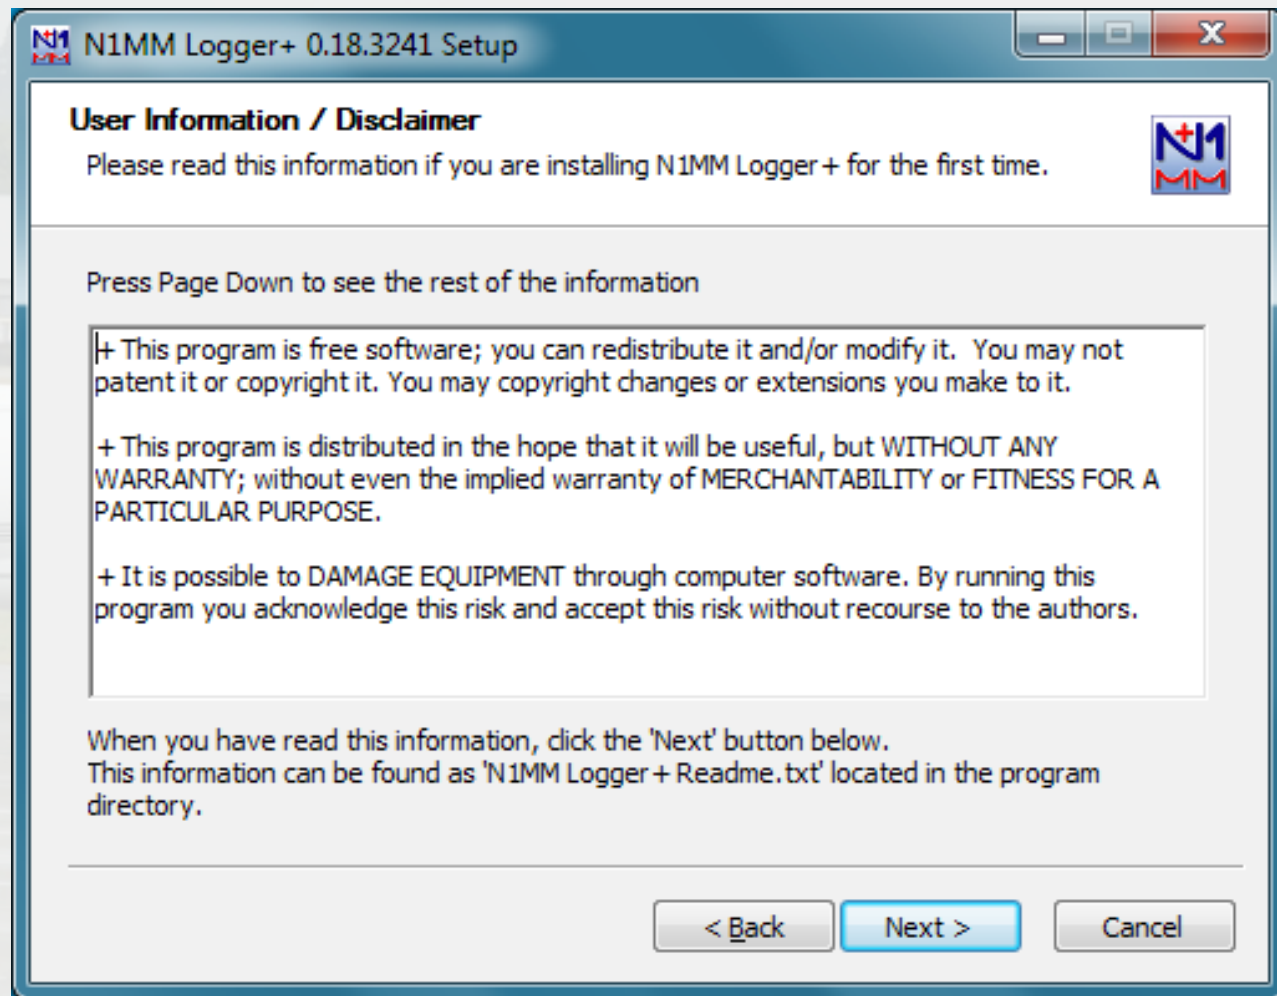 N1MM Logger+ 0.18.3241 Setup
User Information / Disclaimer
Please read this information if you are installing N1MM Logger+ for the first time.
N+1
MM
Press Page Down to see the rest of the information
+ This program is free software; you can redistribute it and/or modify it.  You may not
patent it or copyright it. You may copyright changes or extensions you make to it.
+ This program is distributed in the hope that it will be useful, but WITHOUT ANY
WARRANTY; without even the implied warranty of MERCHANTABILITY or FITNESS FOR A
PARTICULAR PURPOSE.
+ It is possible to DAMAGE EQUIPMENT through computer software. By running this
program you acknowledge this risk and accept this risk without recourse to the authors.
When you have read this information, click the 'Next' button below.
This information can be found as 'N1MM Logger+ Readme.txt' located in the program
directory.
< Back
Next >
Cancel